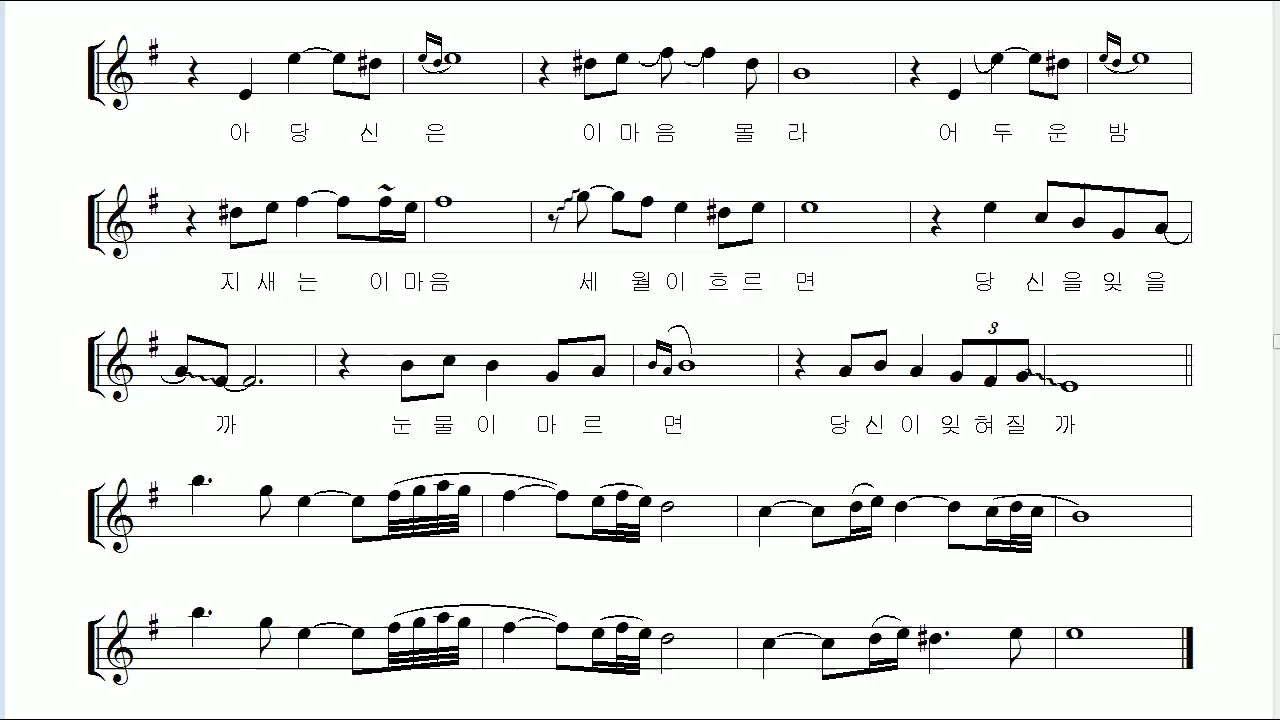 아 당 신 은 이 마 음 몰 라 어 두 운 밤
지 새 는 이 마 음 세 월 이 흐 르 면 당 신 을 잊 을
3
까 눈 물 이 마 르 면 당 신 이 잊 혀 질 까